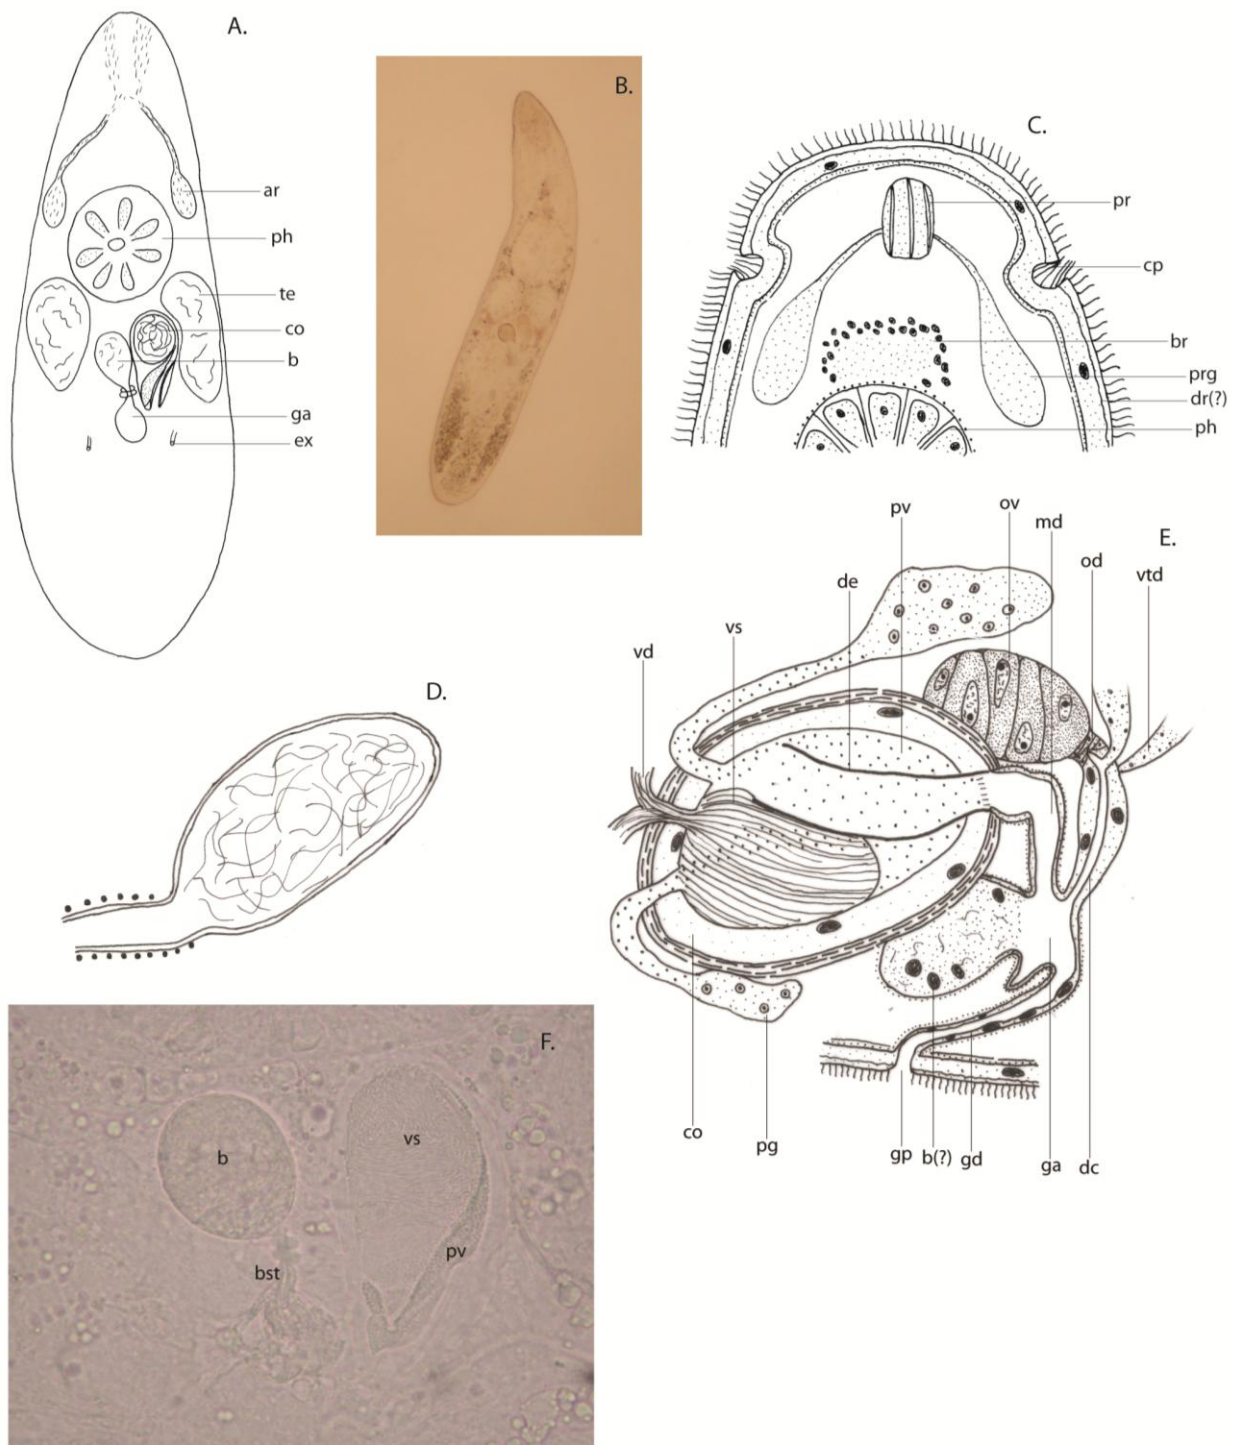 A.
ar
ph
te
co
b
ga
ex
B.
C.
pr
cp
br
prg
dr(?)
ph
D.
E.
pv
ov
md
od
vtd
de
vs
vd
co
pg
gp
b(?)
gd
ga
dc
F.
b
vs
pv
bst